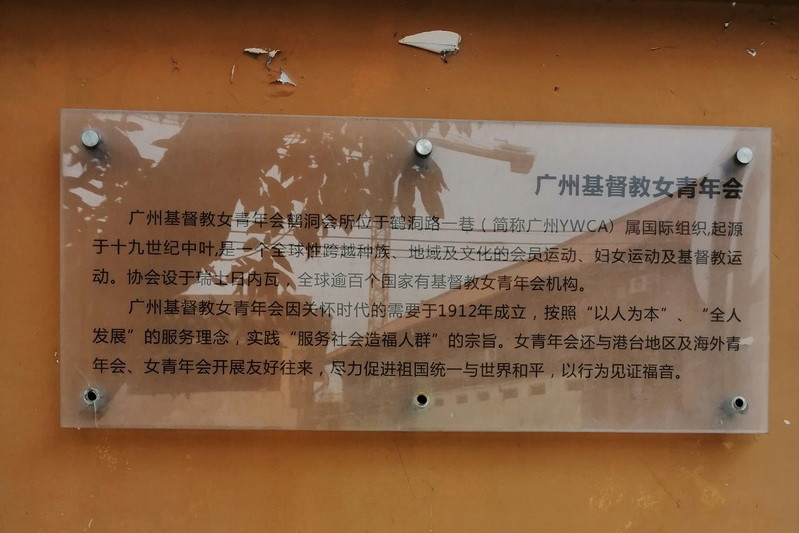 广州基督教女青年会
广州基督教女青年会鹤洞会所位于鹤洞路一巷（简称广州YWCA）属国际组织,起源
于十九世纪中叶,是一个全球性跨越种族、地域及文化的会员运动、妇女运动及基督教运
动。协会设于瑞士日内瓦、全球逾百个国家有基督教女青年会机构。
广州基督教女青年会因关怀时代的需要于1912年成立，按照“以人为本”、“全人
发展”的服务理念，实践“服务社会造福人群”的宗旨。女青年会还与港台地区及海外青
年会、女青年会开展友好往来，尽力促进祖国统一与世界和平，以行为见证福音。